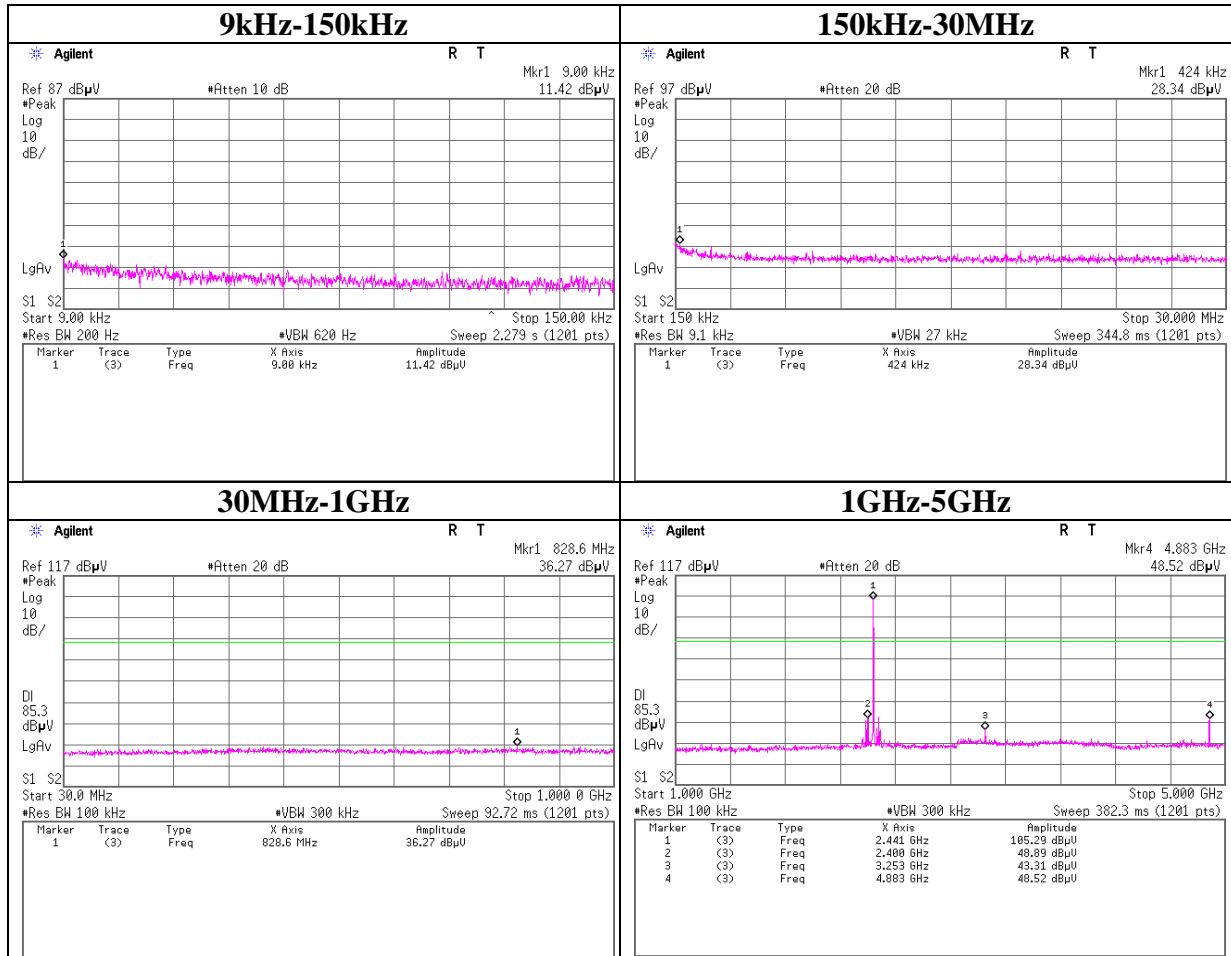 9kHz-150kHz
Agilent R T
Mkr1 9.00 kHz
Ref 87 dBµV #Atten 10 dB 11.42 dBµV
#Peak
Log
10
dB/
1
LgAv
S1 S2
Start 9.00 kHz ^ Stop 150.00 kHz
#Res BW 200 Hz #VBW 620 Hz Sweep 2.279 s (1201 pts)
Marker Trace Type X Axis Amplitude
1 (3) Freq 9.00 kHz 11.42 dBµV
150kHz-30MHz
Agilent R T
Mkr1 424 kHz
Ref 97 dBµV #Atten 20 dB 28.34 dBµV
#Peak
Log
10
dB/
1
LgAv
S1 S2
Start 150 kHz Stop 30.000 MHz
#Res BW 9.1 kHz #VBW 27 kHz Sweep 344.8 ms (1201 pts)
Marker Trace Type X Axis Amplitude
1 (3) Freq 424 kHz 28.34 dBµV
30MHz-1GHz
Agilent R T
Mkr1 828.6 MHz
Ref 117 dBµV #Atten 20 dB 36.27 dBµV
#Peak
Log
10
dB/
DI
85.3
dBµV
1
LgAv
S1 S2
Start 30.0 MHz Stop 1.000 0 GHz
#Res BW 100 kHz #VBW 300 kHz Sweep 92.72 ms (1201 pts)
Marker Trace Type X Axis Amplitude
1 (3) Freq 828.6 MHz 36.27 dBµV
1GHz-5GHz
Agilent R T
Mkr4 4.883 GHz
Ref 117 dBµV #Atten 20 dB 48.52 dBµV
#Peak
1
Log
10
dB/
DI
85.3
2 3 4
dBµV
LgAv
S1 S2
Start 1.000 GHz Stop 5.000 GHz
#Res BW 100 kHz #VBW 300 kHz Sweep 382.3 ms (1201 pts)
Marker Trace Type X Axis Amplitude
1 (3) Freq 2.441 GHz 105.29 dBµV
2 (3) Freq 2.400 GHz 48.89 dBµV
3 (3) Freq 3.253 GHz 43.31 dBµV
4 (3) Freq 4.883 GHz 48.52 dBµV